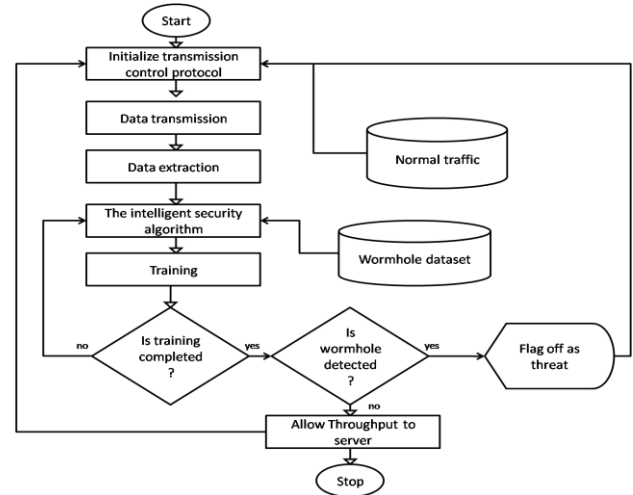 Start
Initialize transmission
control protocol
Data transmission
Normal traffic
Data extraction
The intelligent security
algorithm
Wormhole dataset
Training
no
Is training
completed
?
yes
Is
wormhole
detected
?
yes
Flag off as
threat
no
Allow Throughput to
server
Stop